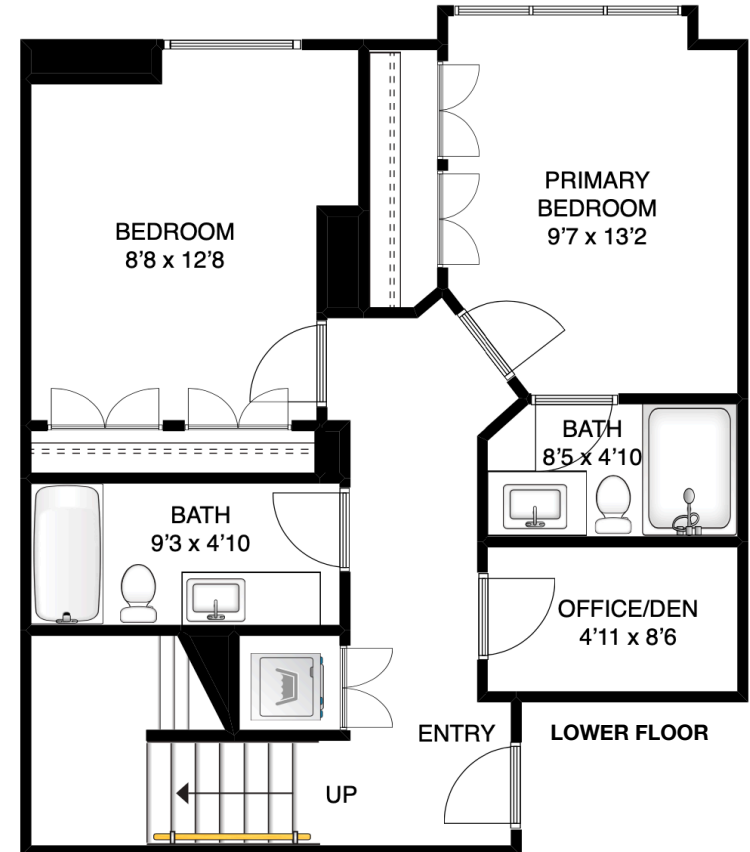 PRIMARY
BEDROOM
9’7 x 13’2
BEDROOM
8’8 x 12’8
BATH
8’5 x 4’10
BATH
9’3 x 4’10
OFFICE/DEN
4’11 x 8’6
ENTRY
LOWER FLOOR
UP